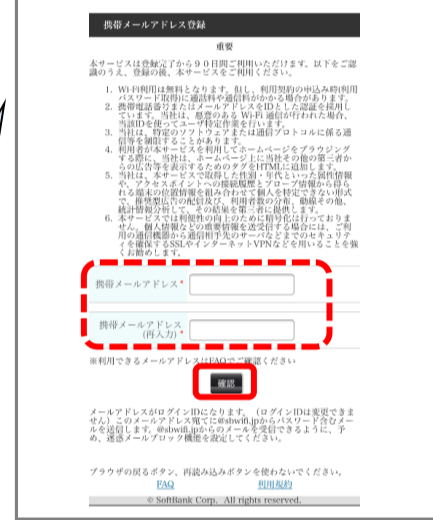 携帯メールアドレス登録
重要
本サービスは登録完了から９０日間ご利用いただけます。以下をご認
識のうえ、登録の後、本サービスをご利用ください。
1. Wi-Fi利用は無料となります。但し、利用契約の申込み時(利用
パスワード取得)に通話料や通信料がかかる場合があります。
2. 携帯電話番号またはメールアドレスをIDとした認証を採用し
ています。当社は、悪意のある Wi-Fi 通信が行われた場合、
当該IDを使ってユーザ特定作業を行います。
3. 当社は、特定のソフトウェアまたは通信プロトコルに係る通
信等を制限することがあります。
4. 利用者が本サービスを利用してホームページをブラウジング
する際に、当社は、ホームページ上に当社その他の第三者か
らの広告等を表示するためのタグをHTMLに追加します。
5. 当社は、本サービスで取得した性別・年代といった属性情報
や、アクセスポイントへの接続履歴とプローブ情報から得ら
れる端末の位置情報を組み合わせて個人を特定できない形式
で、推奨型広告の配信及び、利用者数の分布、動線その他、
統計情報分析して、その結果を第三者に提供します。
6. 本サービスでは利便性の向上のために暗号化は行っておりま
せん。個人情報などの重要情報を送受信する場合には、ご利
用の通信機器から通信相手先のサーバなどまでのセキュリテ
ィを確保するSSLやインターネットVPNなどを用いることを強
くお勧めします。
携帯メールアドレス*
携帯メールアドレス
(再入力)*
※利用できるメールアドレスはFAQでご確認ください
確認
メールアドレスがログインIDになります。（ログインIDは変更できま
せん）このメールアドレス宛てに@sbwifi.jpからパスワード含むメー
ルを送信します。@sbwifi.jpからのメールを受信できるように、予
め、迷惑メールブロック機能を設定してください。
ブラウザの戻るボタン、再読み込みボタンを使わないでください。
FAQ 利用規約
© SoftBank Corp. All rights reserved.